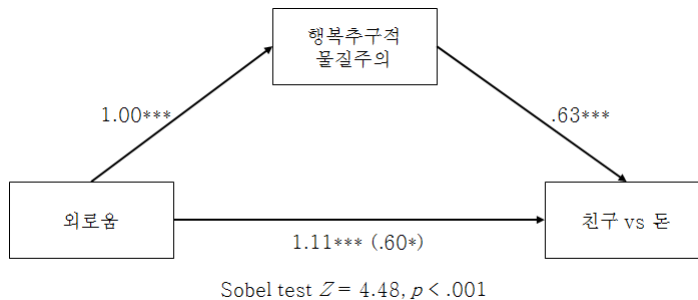 행복추구적
물질주의
1.00***
.63***
외로움
친구 vs 돈
1.11*** (.60*)
Sobel test Z = 4.48, p < .001